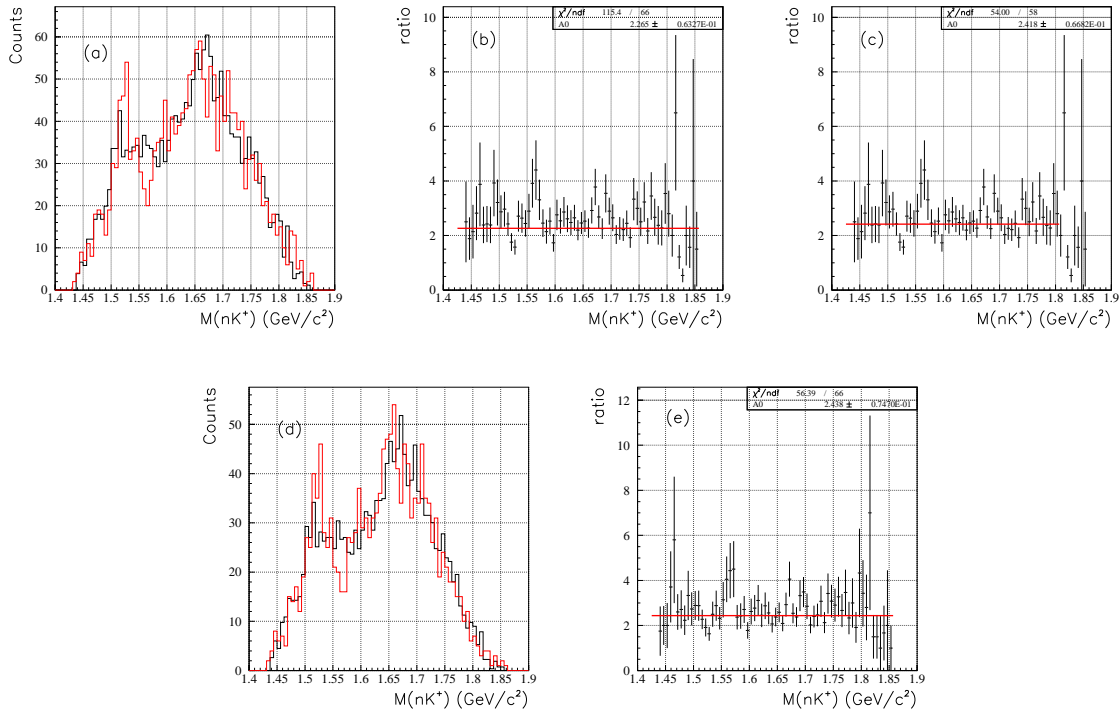 Counts
60
50
40
30
20
10
0
(a)
1.4 1.45 1.5 1.55 1.6 1.65 1.7 1.75 1.8 1.85 1.9
M(nK⁺) (GeV/c²)
ratio
10
8
6
4
2
0
(b)
χ²/ndf 115.4 / 66
A0 2.265 ± 0.6327E-01
1.4 1.45 1.5 1.55 1.6 1.65 1.7 1.75 1.8 1.85 1.9
M(nK⁺) (GeV/c²)
ratio
10
8
6
4
2
0
(c)
χ²/ndf 54.00 / 58
A0 2.418 ± 0.6682E-01
1.4 1.45 1.5 1.55 1.6 1.65 1.7 1.75 1.8 1.85 1.9
M(nK⁺) (GeV/c²)
Counts
50
40
30
20
10
0
(d)
1.4 1.45 1.5 1.55 1.6 1.65 1.7 1.75 1.8 1.85 1.9
M(nK⁺) (GeV/c²)
ratio
12
10
8
6
4
2
0
(e)
χ²/ndf 56.39 / 66
A0 2.438 ± 0.7470E-01
1.4 1.45 1.5 1.55 1.6 1.65 1.7 1.75 1.8 1.85 1.9
M(nK⁺) (GeV/c²)